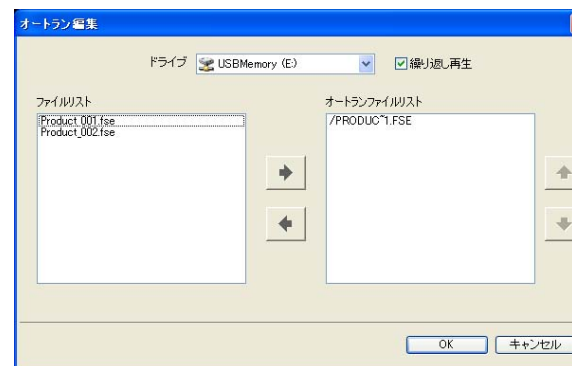 オートラン編集
ドライブ USBMemory (E:) 繰り返し再生
ファイルリスト
Product_001.fse
Product_002.fse
オートランファイルリスト
/PRODUC~1.FSE
OK キャンセル